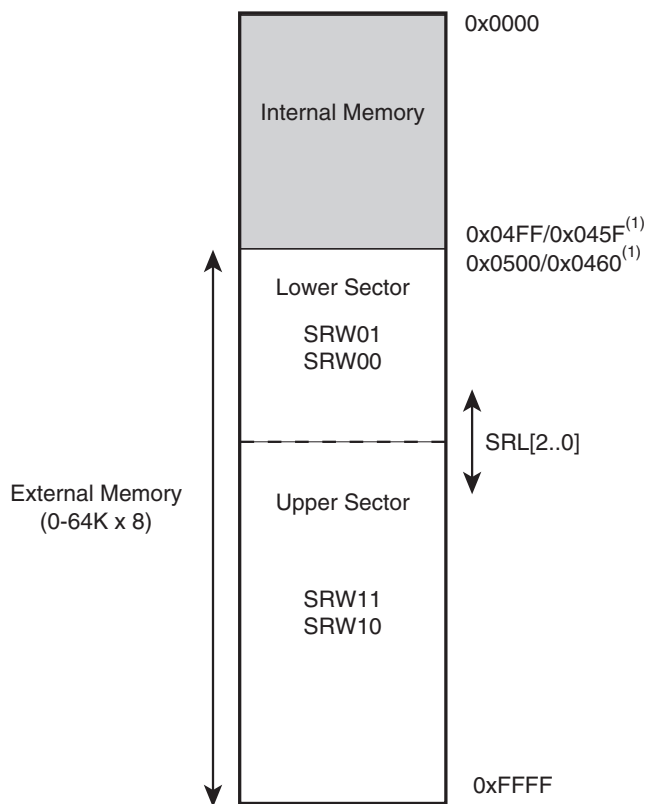 0x0000
Internal Memory
0x04FF/0x045F(1)
0x0500/0x0460(1)
Lower Sector
SRW01
SRW00
SRL[2..0]
External Memory
(0-64K x 8)
Upper Sector
SRW11
SRW10
0xFFFF